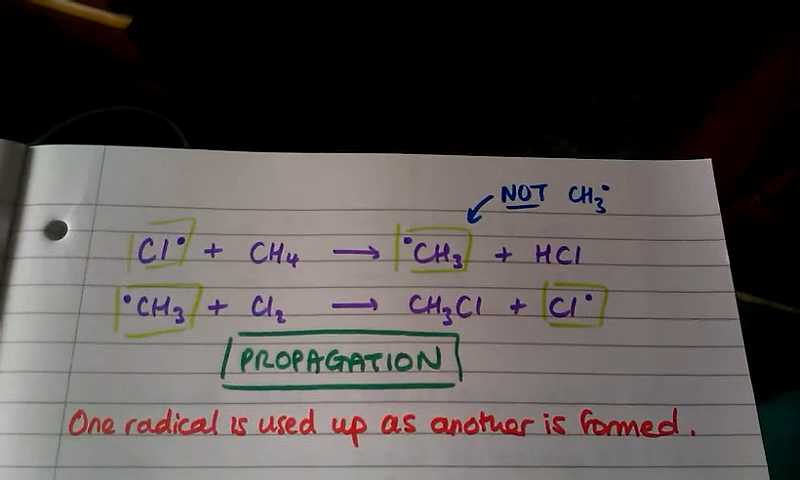 NOT CH₃•
Cl• + CH₄ → •CH₃ + HCl
•CH₃ + Cl₂ → CH₃Cl + Cl•
PROPAGATION
One radical is used up as another is formed.